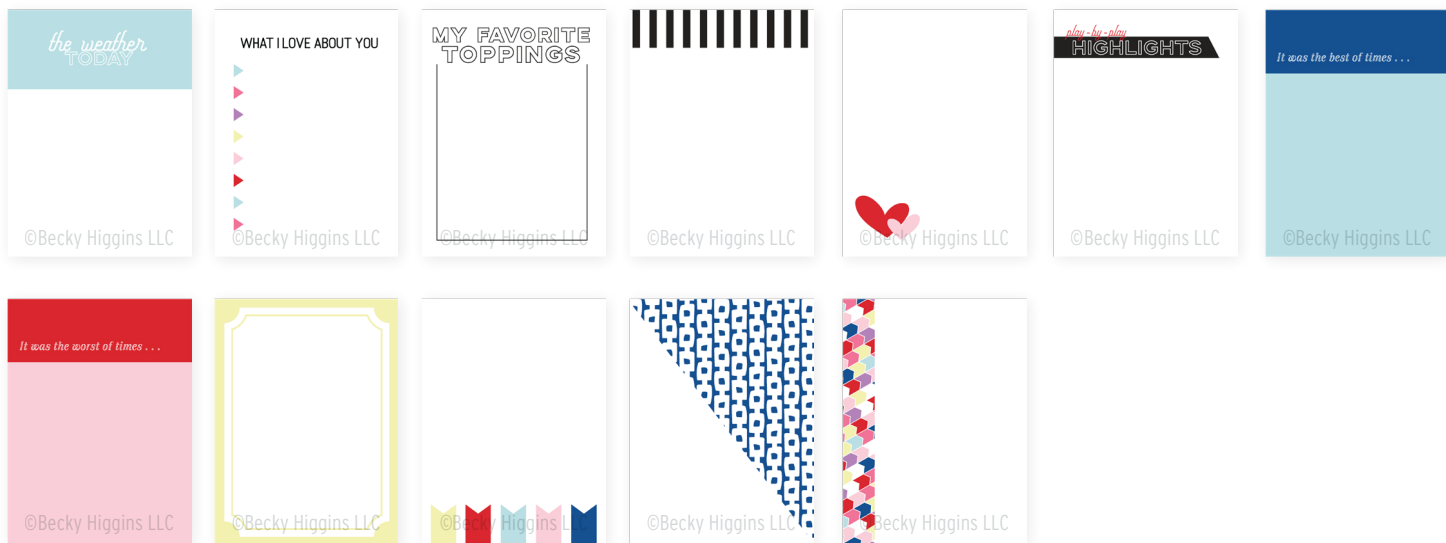 the weather
TODAY
©Becky Higgins LLC
WHAT I LOVE ABOUT YOU
©Becky Higgins LLC
MY FAVORITE
TOPPINGS
©Becky Higgins LLC
©Becky Higgins LLC
©Becky Higgins LLC
play-by-play
HIGHLIGHTS
©Becky Higgins LLC
It was the best of times . . .
©Becky Higgins LLC
It was the worst of times . . .
©Becky Higgins LLC
©Becky Higgins LLC
©Becky Higgins LLC
©Becky Higgins LLC
©Becky Higgins LLC